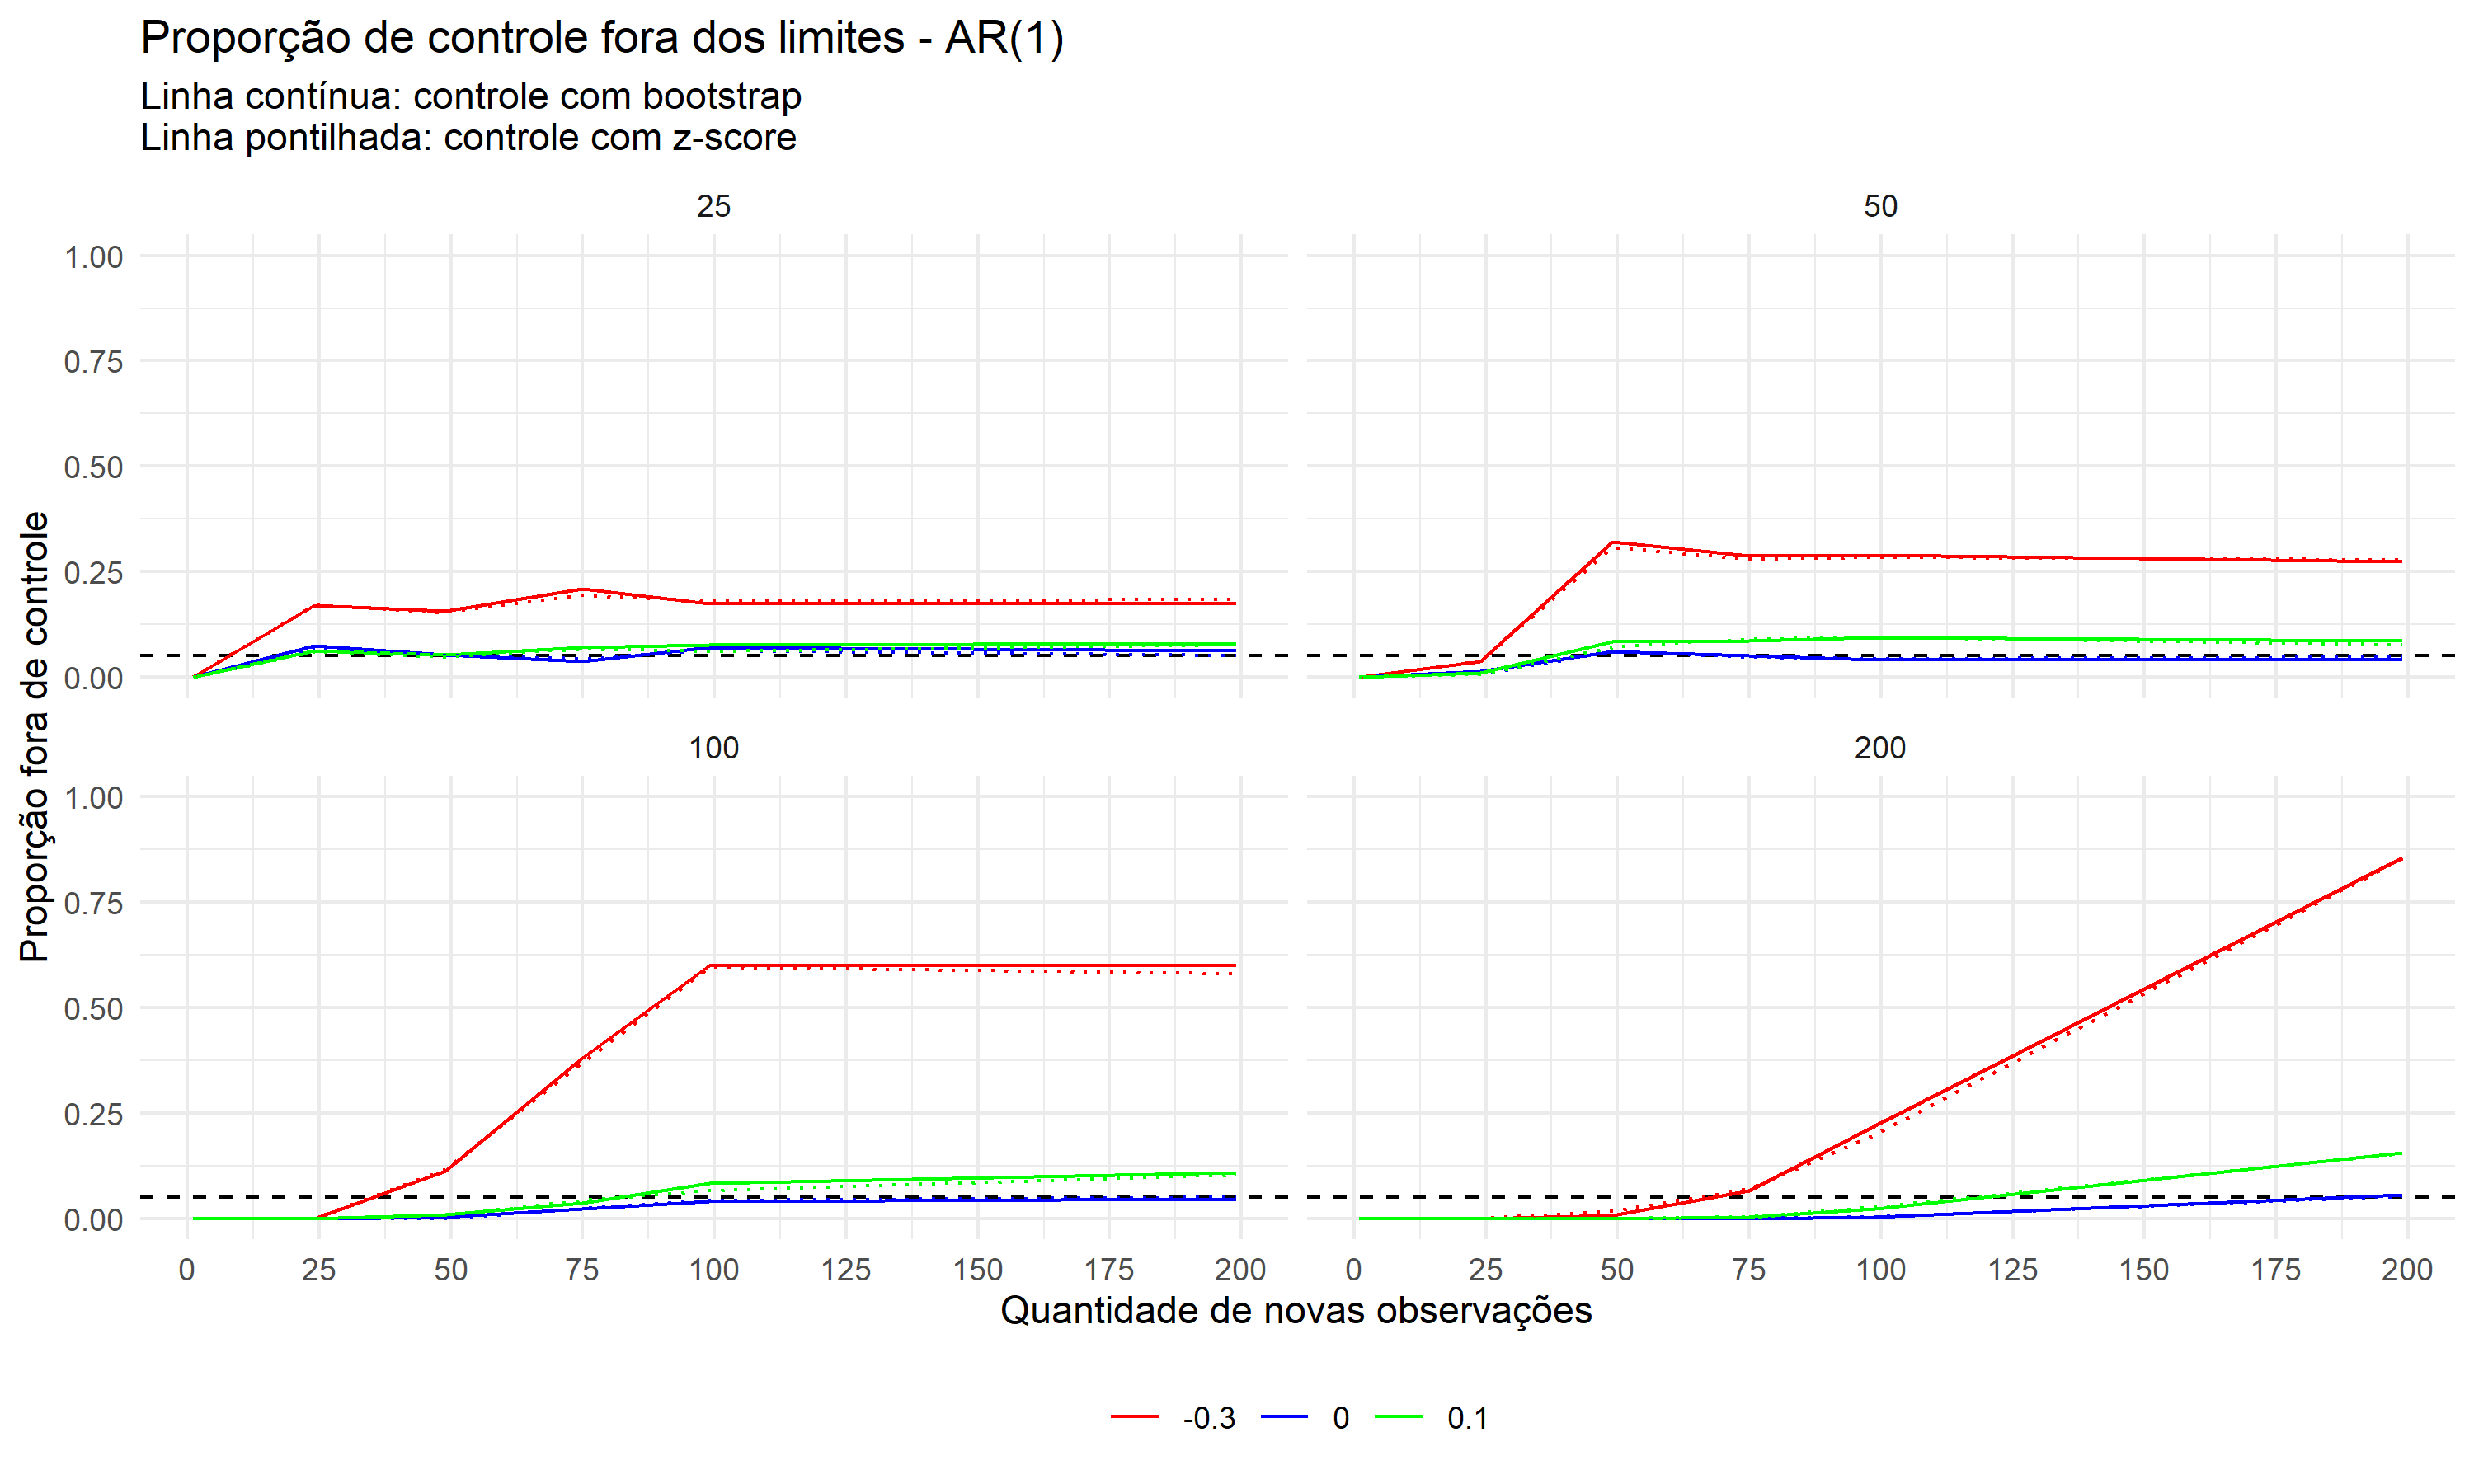 Proporção de controle fora dos limites - AR(1)
Linha contínua: controle com bootstrap
Linha pontilhada: controle com z-score
25
50
1.00
0.75
0.50
0.25
0.00
100
200
1.00
0.75
0.50
0.25
0.00
Proporção fora de controle
0 25 50 75 100 125 150 175 200
0 25 50 75 100 125 150 175 200
Quantidade de novas observações
-0.3 0 0.1